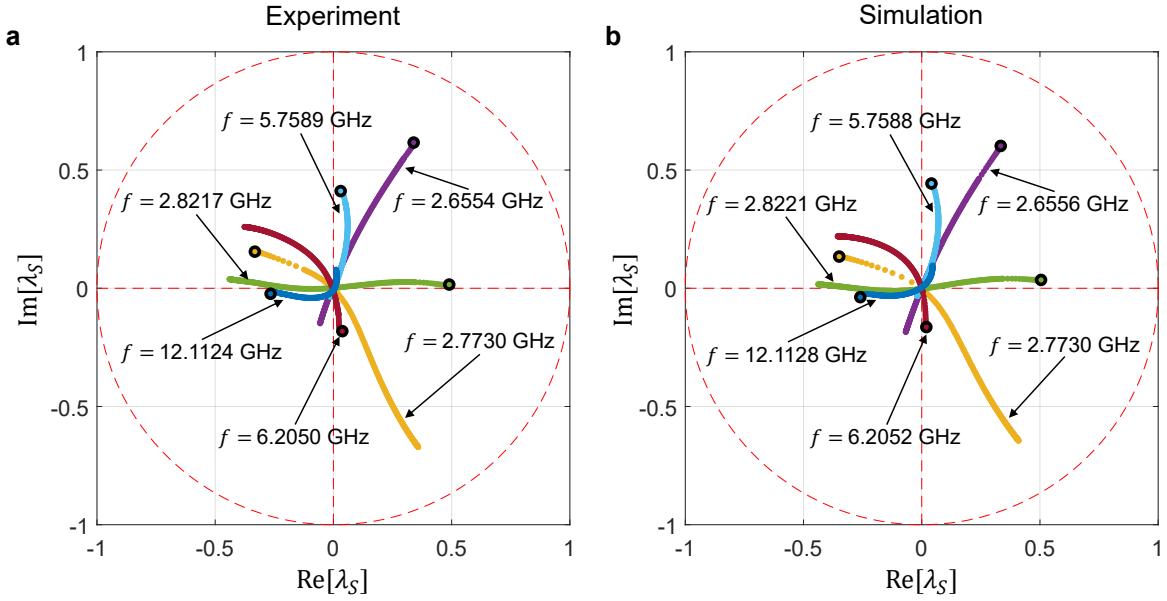 Experiment
a
1
0.5
0
-0.5
-1
-1
-0.5
0
0.5
1
Im[λ_S]
Re[λ_S]
f = 5.7589 GHz
f = 2.8217 GHz
f = 2.6554 GHz
f = 12.1124 GHz
f = 2.7730 GHz
f = 6.2050 GHz
Simulation
b
1
0.5
0
-0.5
-1
-1
-0.5
0
0.5
1
Im[λ_S]
Re[λ_S]
f = 5.7588 GHz
f = 2.8221 GHz
f = 2.6556 GHz
f = 12.1128 GHz
f = 2.7730 GHz
f = 6.2052 GHz